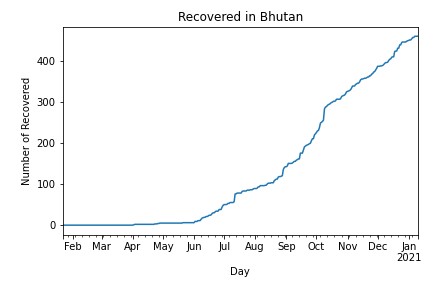 Recovered in Bhutan
Number of Recovered
400
300
200
100
0
Feb Mar Apr May Jun Jul Aug Sep Oct Nov Dec Jan
2021
Day